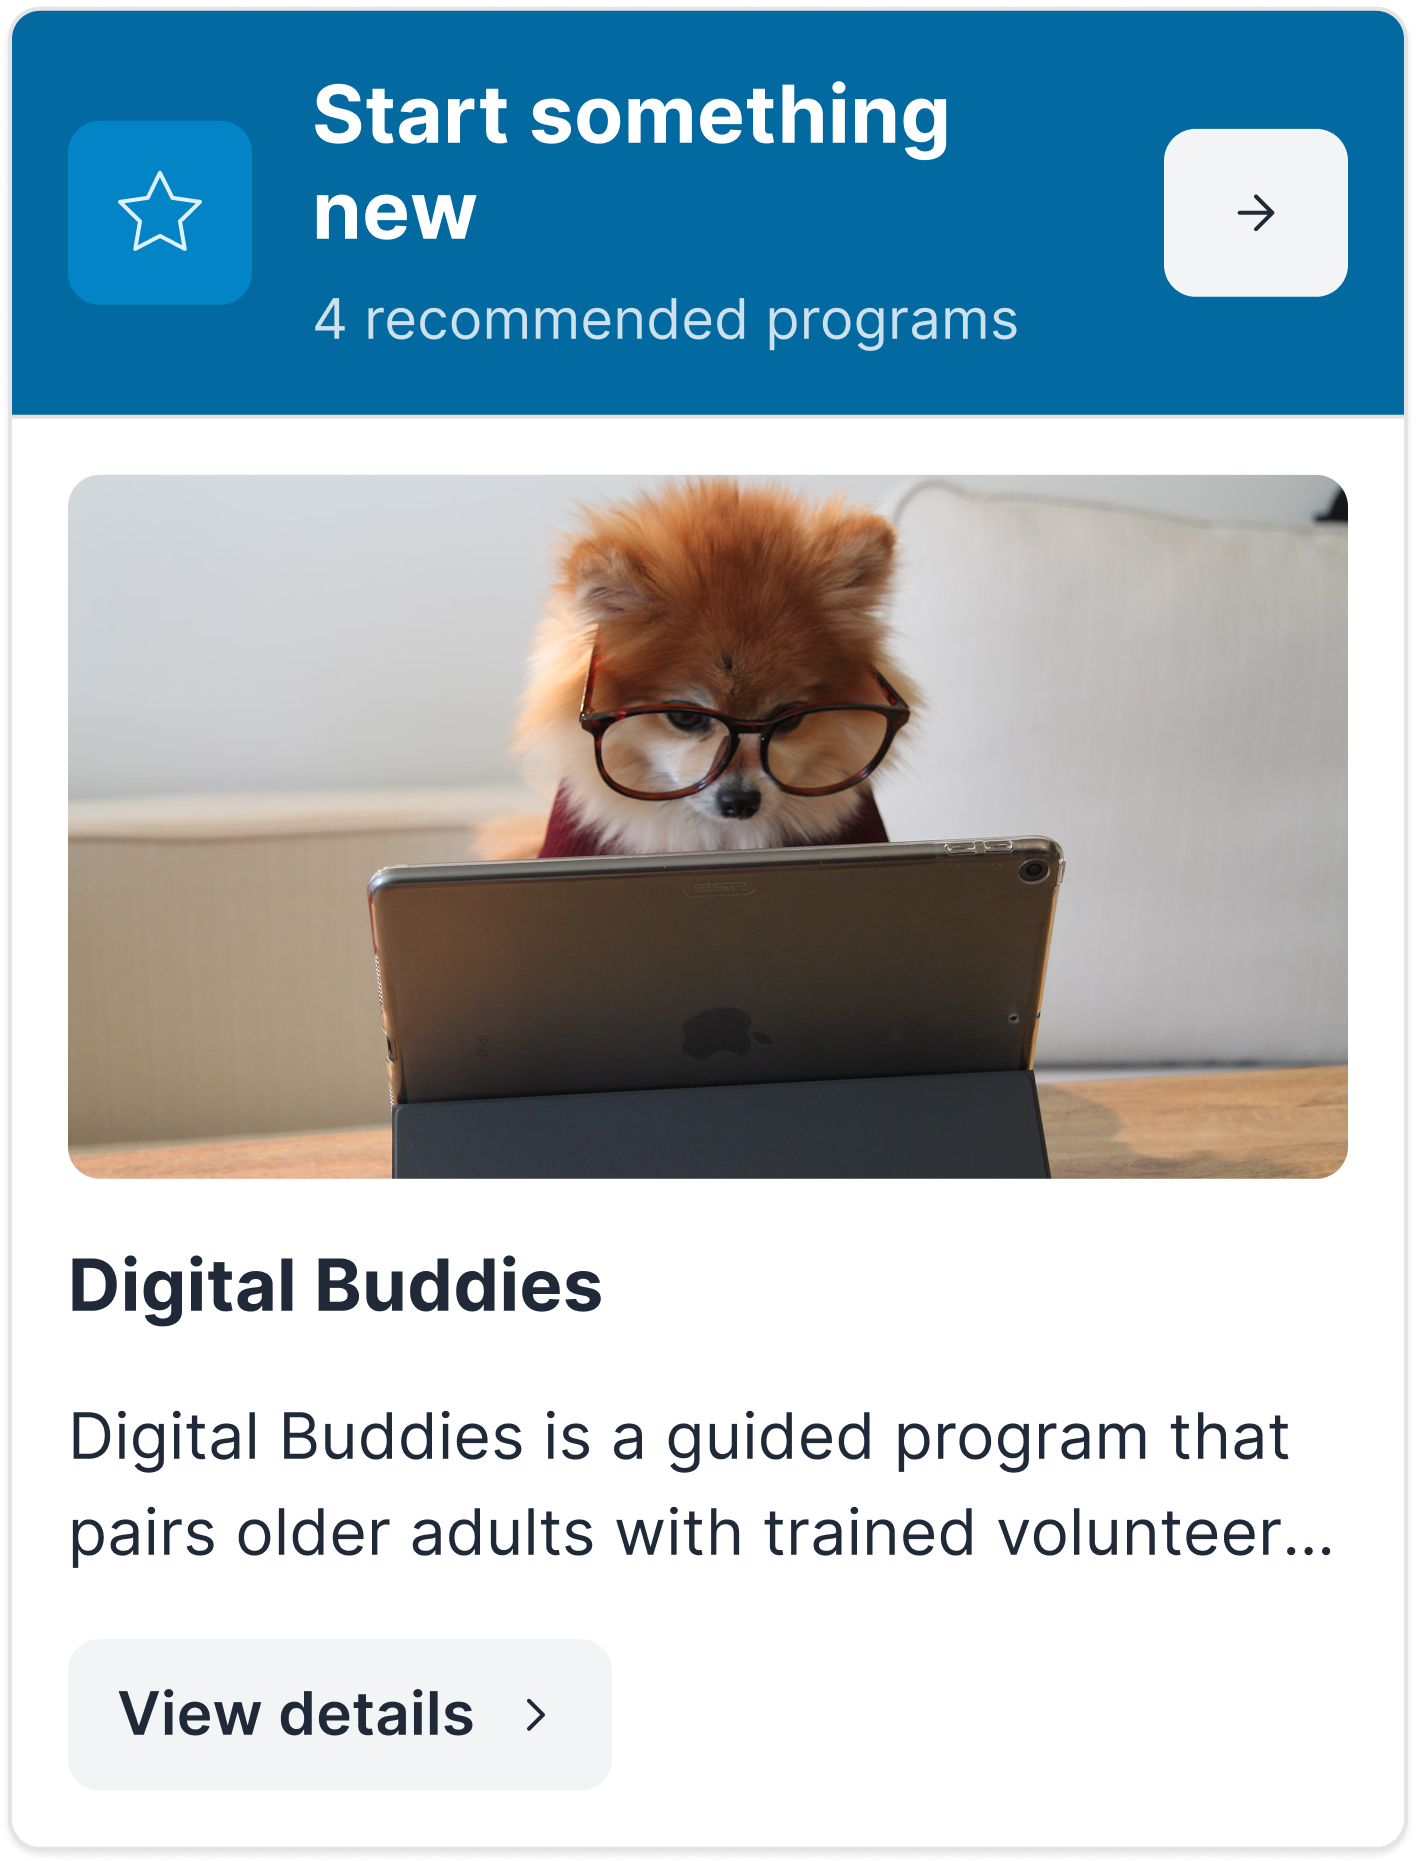 Start something
new
4 recommended programs
ESR
Digital Buddies
Digital Buddies is a guided program that
pairs older adults with trained volunteer...
View details